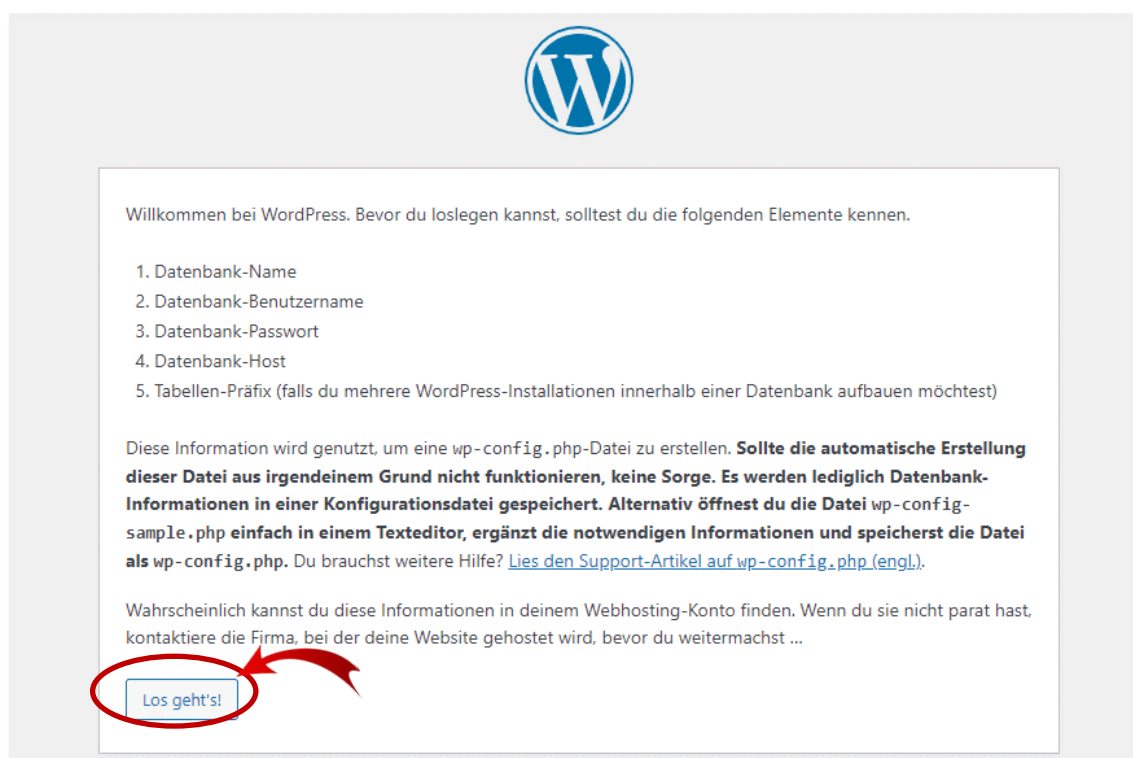 Willkommen bei WordPress. Bevor du loslegen kannst, solltest du die folgenden Elemente kennen.
1. Datenbank-Name
2. Datenbank-Benutzername
3. Datenbank-Passwort
4. Datenbank-Host
5. Tabellen-Präfix (falls du mehrere WordPress-Installationen innerhalb einer Datenbank aufbauen möchtest)
Diese Information wird genutzt, um eine wp-config.php-Datei zu erstellen. Sollte die automatische Erstellung
dieser Datei aus irgendeinem Grund nicht funktionieren, keine Sorge. Es werden lediglich Datenbank-
Informationen in einer Konfigurationsdatei gespeichert. Alternativ öffnest du die Datei wp-config-
sample.php einfach in einem Texteditor, ergänzt die notwendigen Informationen und speicherst die Datei
als wp-config.php. Du brauchst weitere Hilfe? Lies den Support-Artikel auf wp-config.php (engl.).
Wahrscheinlich kannst du diese Informationen in deinem Webhosting-Konto finden. Wenn du sie nicht parat hast,
kontaktiere die Firma, bei der deine Website gehostet wird, bevor du weitermachst ...
Los geht's!